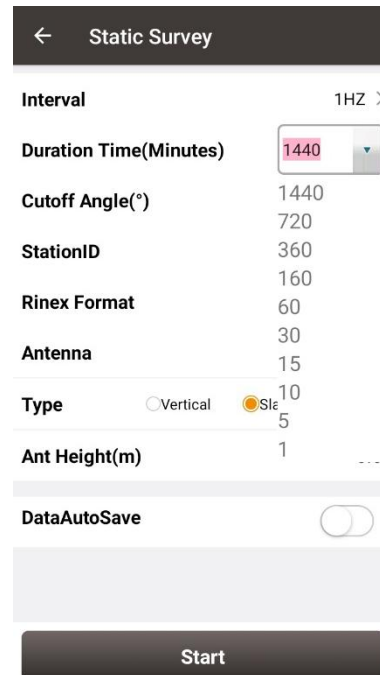 Static Survey
Interval 1HZ
Duration Time(Minutes) 1440
1440
Cutoff Angle(°)
720
StationID 360
160
Rinex Format 60
30
Antenna 15
Type Vertical 10
5
Ant Height(m) 1
DataAutoSave
Start